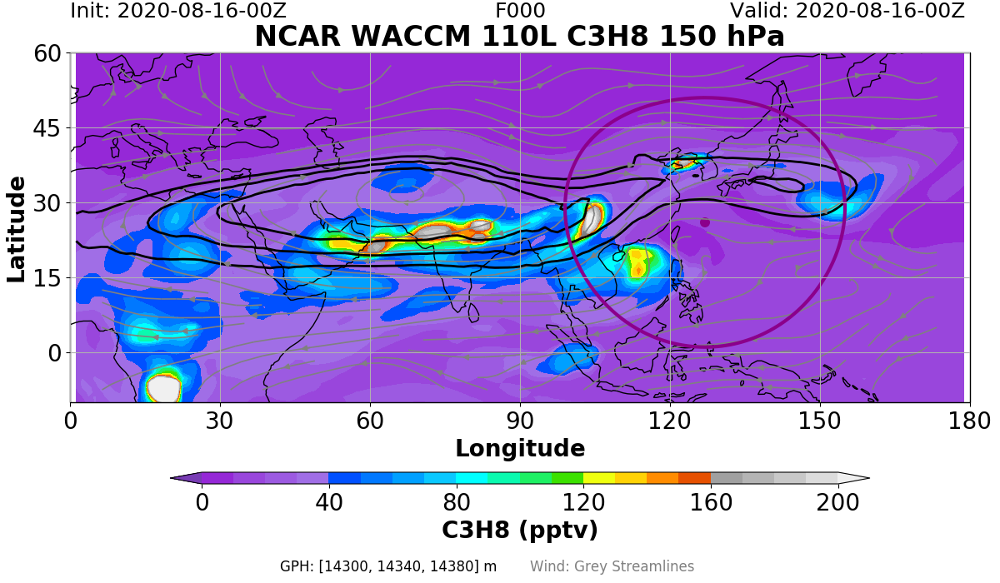 Init: 2020-08-16-00Z F000 Valid: 2020-08-16-00Z
NCAR WACCM 110L C3H8 150 hPa
60
45
30
15
0
Latitude
0 30 60 90 120 150 180
Longitude
0 40 80 120 160 200
C3H8 (pptv)
GPH: [14300, 14340, 14380] m Wind: Grey Streamlines